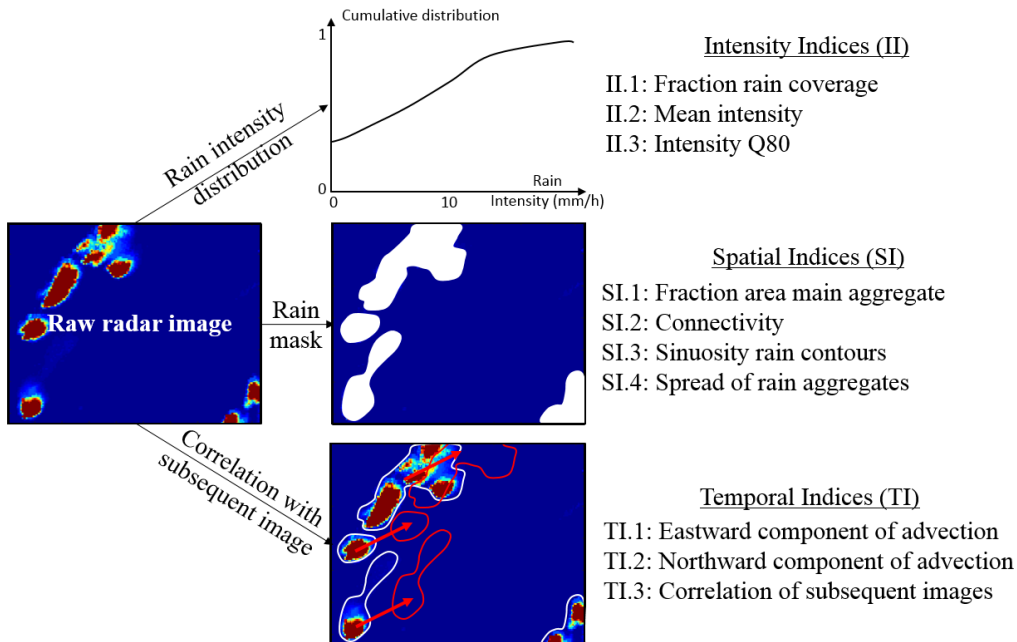 Cumulative distribution
1
0
0
10
Rain
Intensity (mm/h)
Rain intensity
distribution
Intensity Indices (II)
II.1: Fraction rain coverage
II.2: Mean intensity
II.3: Intensity Q80
Raw radar image
Rain
mask
Spatial Indices (SI)
SI.1: Fraction area main aggregate
SI.2: Connectivity
SI.3: Sinuosity rain contours
SI.4: Spread of rain aggregates
Correlation with
subsequent image
Temporal Indices (TI)
TI.1: Eastward component of advection
TI.2: Northward component of advection
TI.3: Correlation of subsequent images